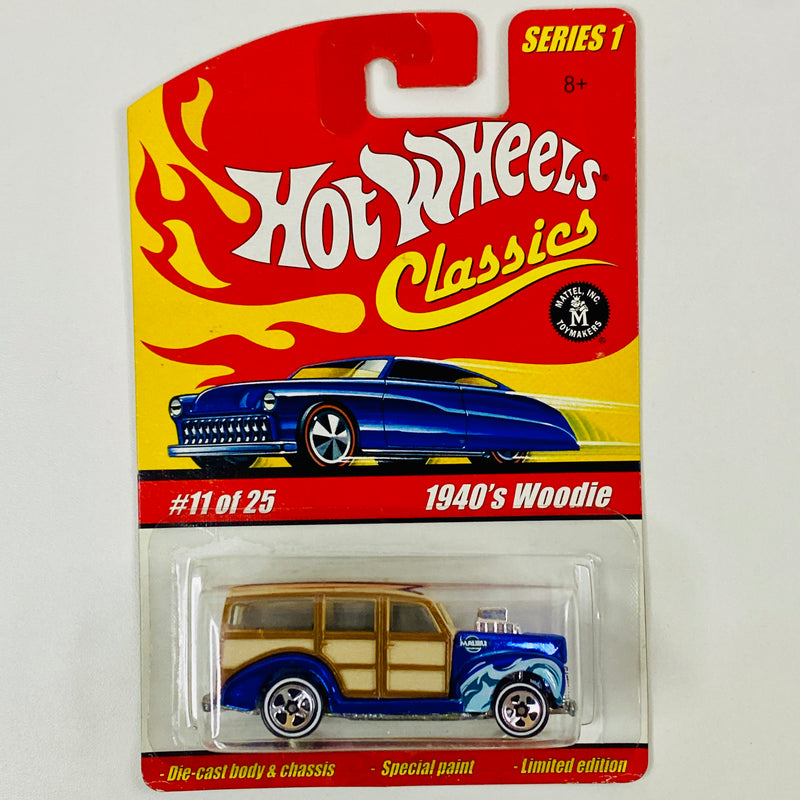 SERIES 1
8+
HOT WHEELS®
Classics
MATTEL, INC.
M
TOYMAKERS
®
#11 of 25
1940's Woodie
MALIBU
- Die-cast body & chassis - Special paint - Limited edition